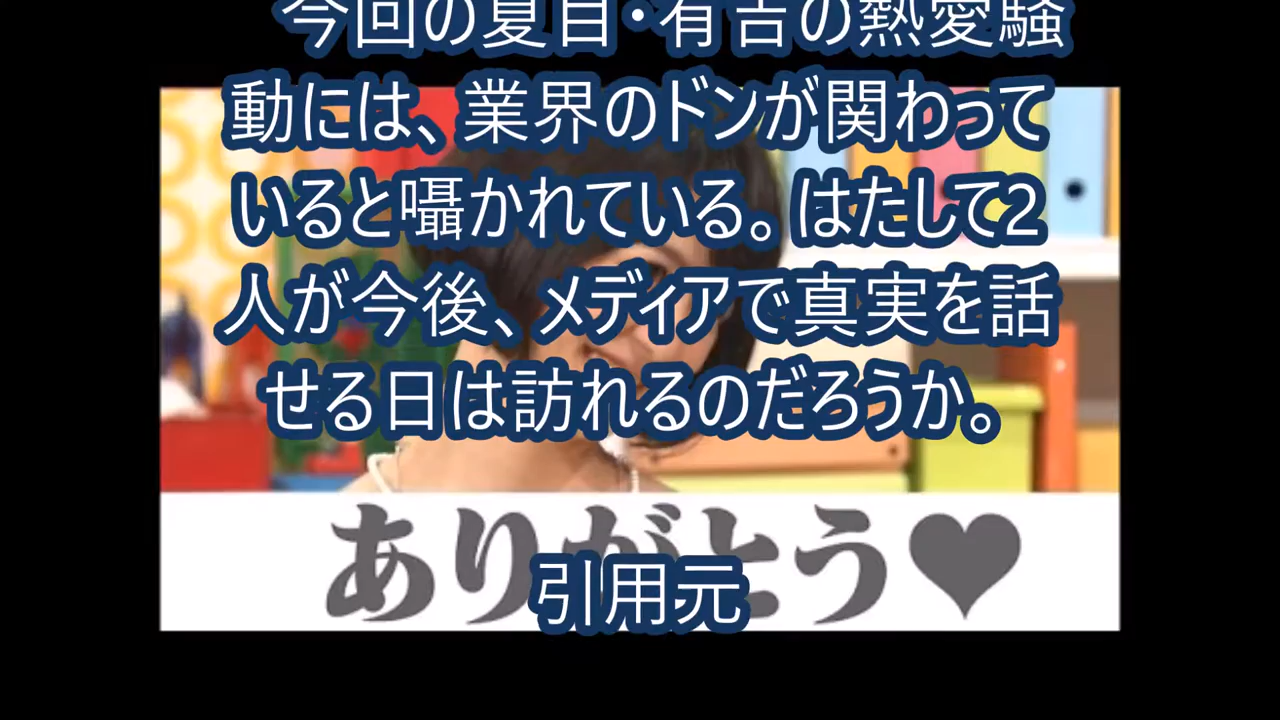 今回の夏目・有吉の熱愛騒
動には、業界のドンが関わって
いると囁かれている。はたして2
人が今後、メディアで真実を話
せる日は訪れるのだろうか。
ありがとう♥
引用元